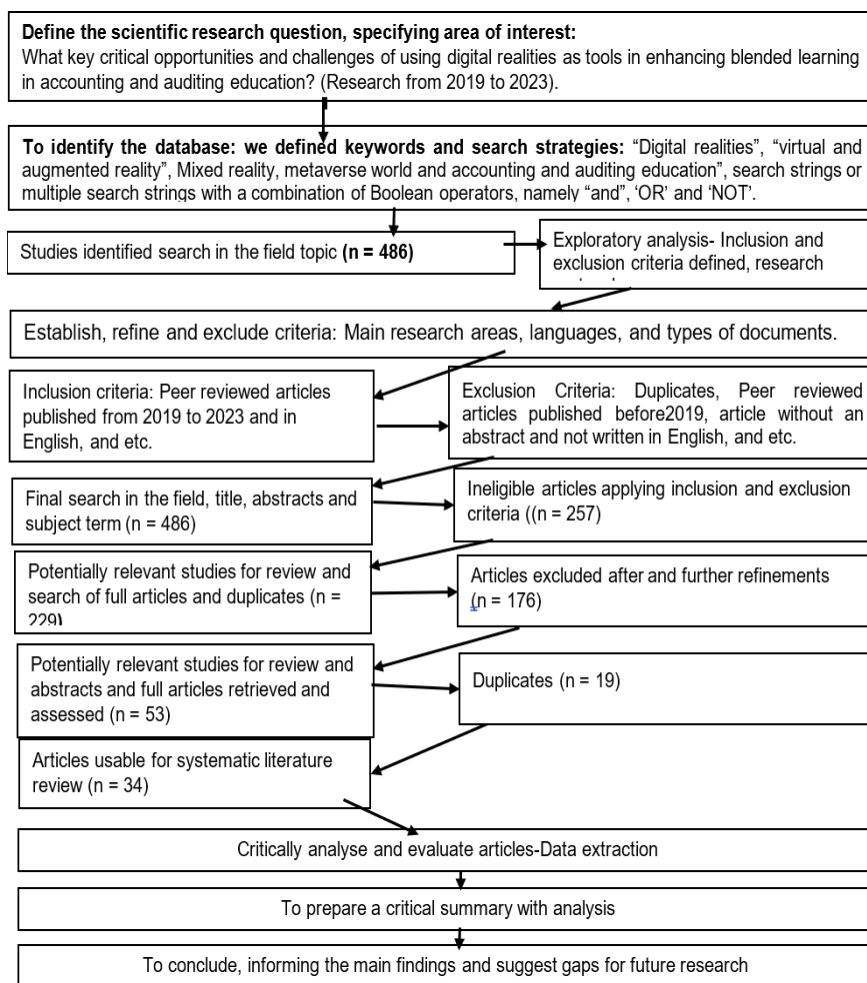 Define the scientific research question, specifying area of interest:
What key critical opportunities and challenges of using digital realities as tools in enhancing blended learning
in accounting and auditing education? (Research from 2019 to 2023).
To identify the database: we defined keywords and search strategies: “Digital realities”, “virtual and
augmented reality”, Mixed reality, metaverse world and accounting and auditing education”, search strings or
multiple search strings with a combination of Boolean operators, namely “and”, ‘OR’ and ‘NOT’.
Studies identified search in the field topic (n = 486)
Exploratory analysis- Inclusion and
exclusion criteria defined, research
Establish, refine and exclude criteria: Main research areas, languages, and types of documents.
Inclusion criteria: Peer reviewed articles
published from 2019 to 2023 and in
English, and etc.
Exclusion Criteria: Duplicates, Peer reviewed
articles published before2019, article without an
abstract and not written in English, and etc.
Final search in the field, title, abstracts and
subject term (n = 486)
Ineligible articles applying inclusion and exclusion
criteria ((n = 257)
Potentially relevant studies for review and
search of full articles and duplicates (n =
229)
Articles excluded after and further refinements
(n = 176)
Potentially relevant studies for review and
abstracts and full articles retrieved and
assessed (n = 53)
Duplicates (n = 19)
Articles usable for systematic literature
review (n = 34)
Critically analyse and evaluate articles-Data extraction
To prepare a critical summary with analysis
To conclude, informing the main findings and suggest gaps for future research